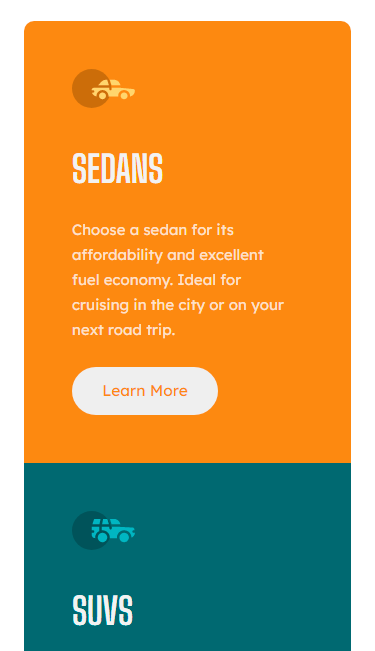 SEDANS
Choose a sedan for its
affordability and excellent
fuel economy. Ideal for
cruising in the city or on your
next road trip.
Learn More
SUVS